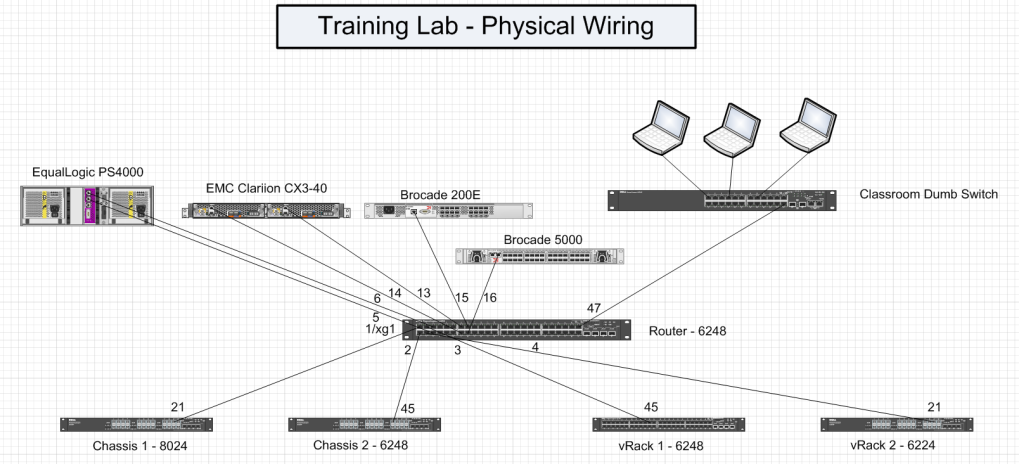 Training Lab - Physical Wiring
EqualLogic PS4000
EMC Clariion CX3-40
Brocade 200E
Classroom Dumb Switch
Brocade 5000
6
14
13
15
16
47
5
1/xg1
Router - 6248
2
3
4
21
45
45
21
Chassis 1 - 8024
Chassis 2 - 6248
vRack 1 - 6248
vRack 2 - 6224